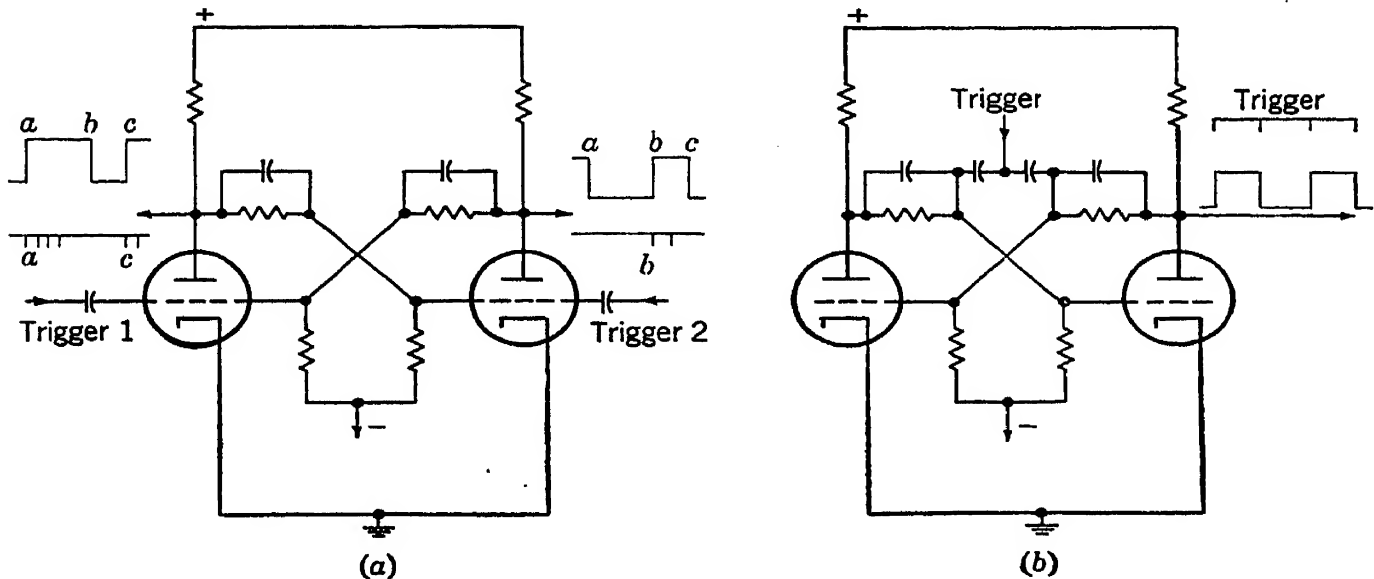 +
a b c
a c
Trigger 1
a b c
b
Trigger 2
−
(a)
+
Trigger
Trigger
−
(b)